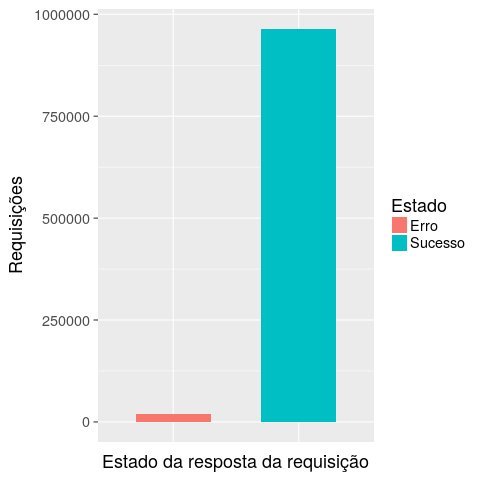 1000000
750000
500000
250000
0
Requisições
Estado da resposta da requisição
Estado
Erro
Sucesso